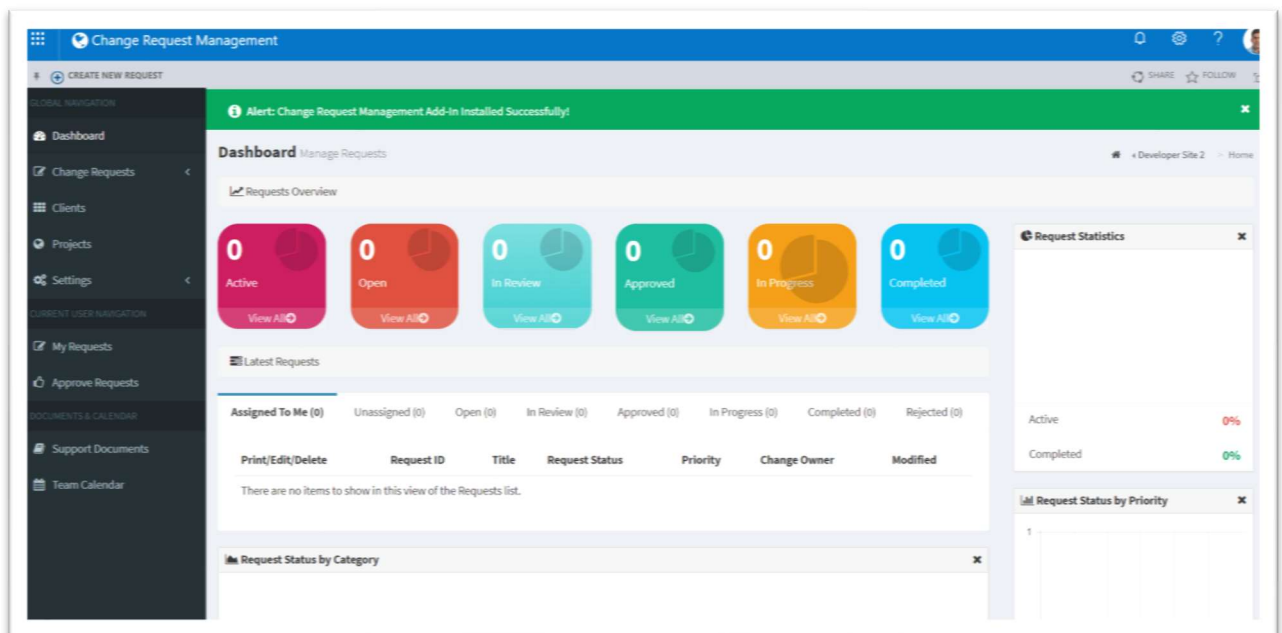 Change Request Management
?
CREATE NEW REQUEST
SHARE FOLLOW
GLOBAL NAVIGATION
Alert: Change Request Management Add-In Installed Successfully!
Dashboard
Change Requests
Clients
Projects
Settings
CURRENT USER NAVIGATION
My Requests
Approve Requests
DOCUMENTS & CALENDAR
Support Documents
Team Calendar
Dashboard Manage Requests
Developer Site 2 > Home
Requests Overview
0
Active
View All
0
Open
View All
0
In Review
View All
0
Approved
View All
0
In Progress
View All
0
Completed
View All
Latest Requests
Assigned To Me (0) Unassigned (0) Open (0) In Review (0) Approved (0) In Progress (0) Completed (0) Rejected (0)
Print/Edit/Delete Request ID Title Request Status Priority Change Owner Modified
There are no items to show in this view of the Requests list.
Request Status by Category
Request Statistics
Active 0%
Completed 0%
Request Status by Priority
1